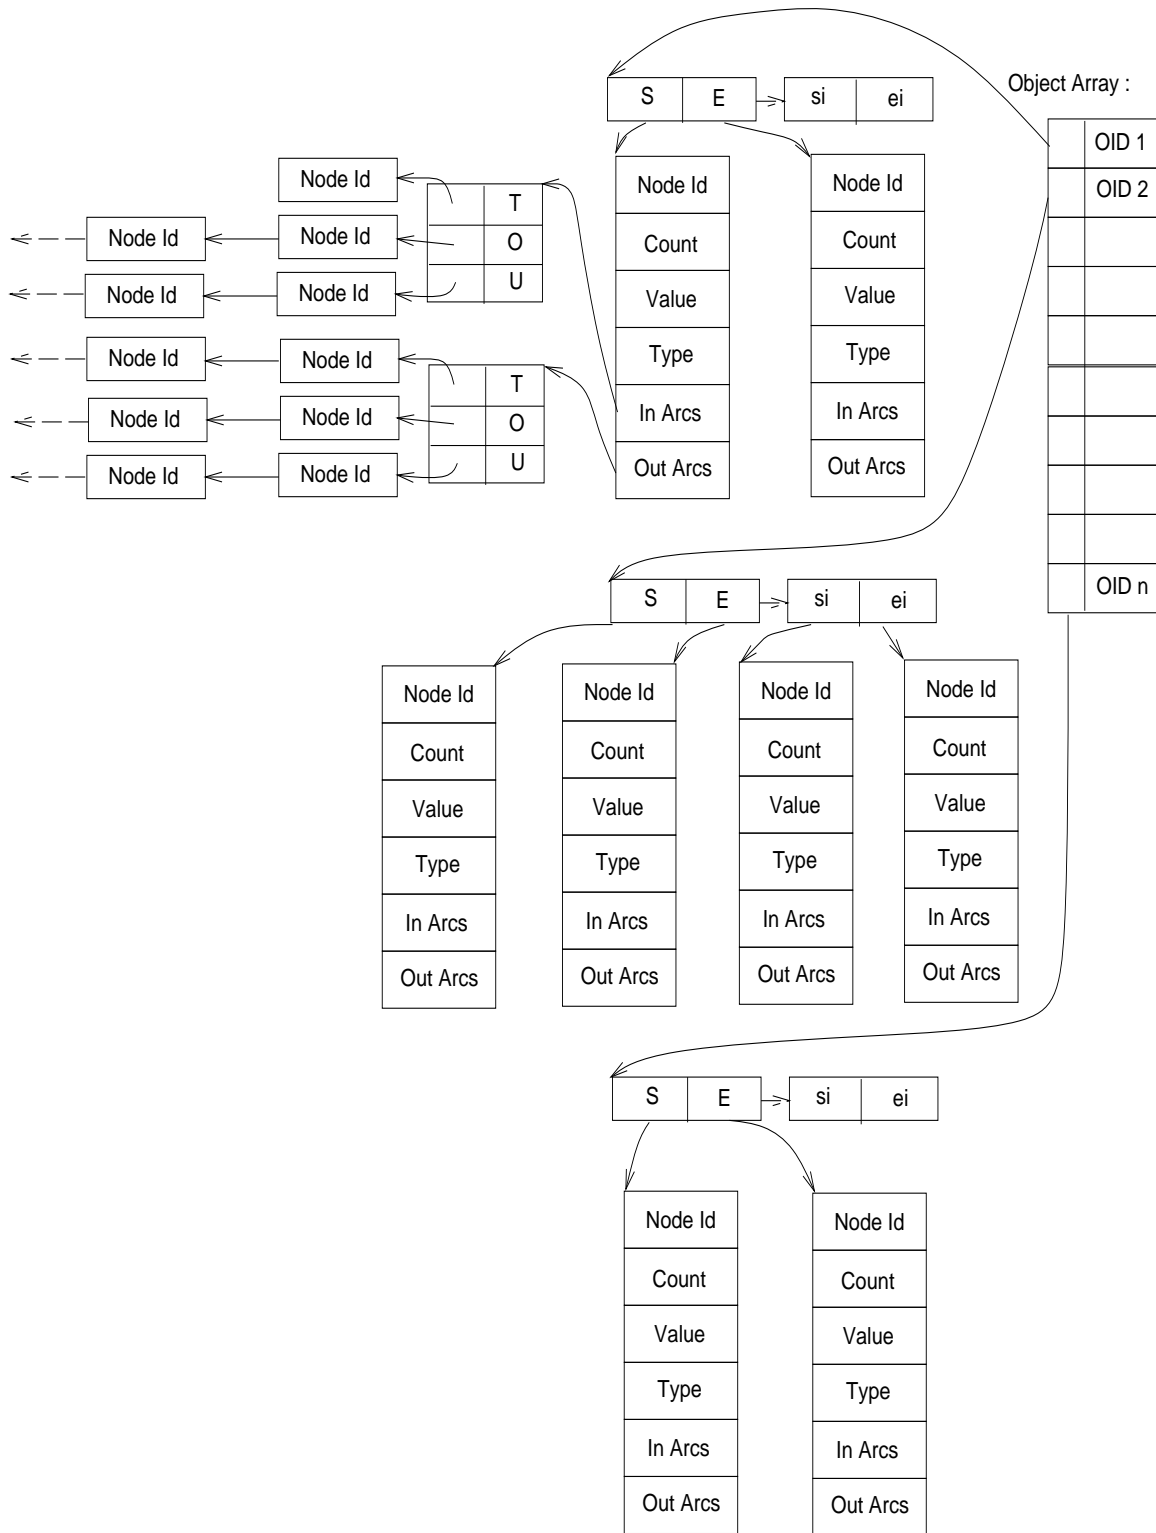 Object Array :
S E si ei
OID 1
OID 2
OID n
Node Id
Count
Value
Type
In Arcs
Out Arcs
Node Id
Count
Value
Type
In Arcs
Out Arcs
Node Id T
Node Id Node Id O
Node Id Node Id U
Node Id Node Id T
Node Id Node Id O
Node Id Node Id U
S E si ei
Node Id Node Id Node Id Node Id
Count Count Count Count
Value Value Value Value
Type Type Type Type
In Arcs In Arcs In Arcs In Arcs
Out Arcs Out Arcs Out Arcs Out Arcs
S E si ei
Node Id Node Id
Count Count
Value Value
Type Type
In Arcs In Arcs
Out Arcs Out Arcs